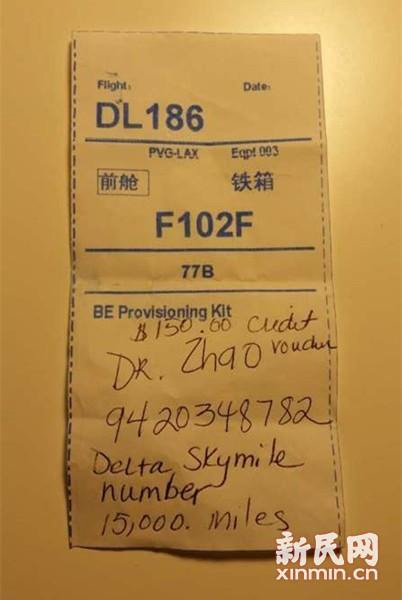 Flight: Date:
DL186
PVG-LAX Eqpt 003
前舱 铁箱
F102F
77B
BE Provisioning Kit
$150.00 credit
voucher
DR. Zhao
9420348782
Delta Skymile
number
15,000. miles
新民网
xinmin.cn